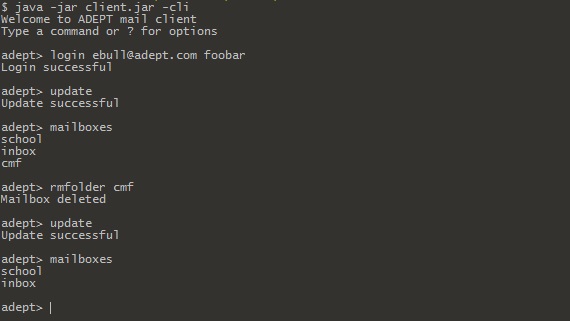 $ java -jar client.jar -cli
Welcome to ADEPT mail client
Type a command or ? for options
adept> login ebull@adept.com foobar
Login successful
adept> update
Update successful
adept> mailboxes
school
inbox
cmf
adept> rmfolder cmf
Mailbox deleted
adept> update
Update successful
adept> mailboxes
school
inbox
adept>